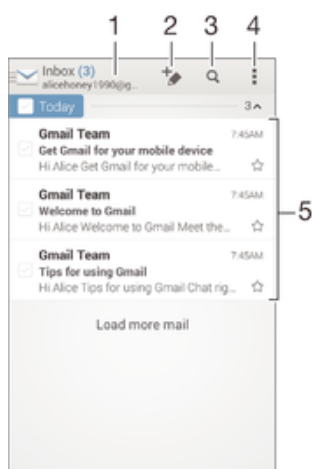 1 2 3 4
Inbox (3)
alicehoney1990@g...
Today 3
Gmail Team 7:45AM
Get Gmail for your mobile device
Hi Alice Get Gmail for your mobile...
Gmail Team 7:45AM
Welcome to Gmail
Hi Alice Welcome to Gmail Meet the...
5
Gmail Team 7:45AM
Tips for using Gmail
Hi Alice Tips for using Gmail Chat rig...
Load more mail